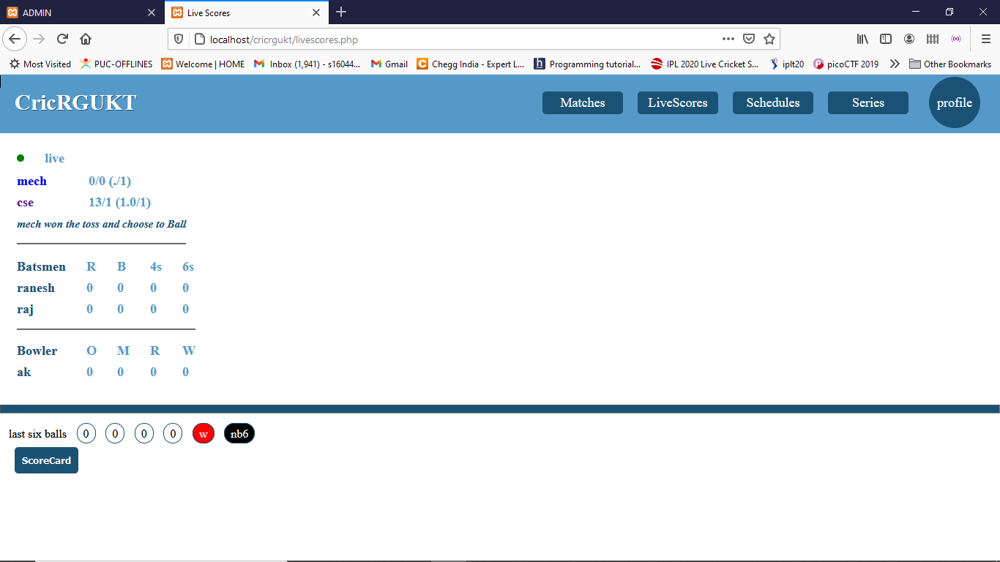 ADMIN
Live Scores
localhost/cricrgukt/livescores.php
Most Visited PUC-OFFLINES Welcome | HOME Inbox (1,941) - s16044... Gmail Chegg India - Expert L... Programming tutorial... IPL 2020 Live Cricket S... iplt20 picoCTF 2019 Other Bookmarks
CricRGUKT Matches LiveScores Schedules Series profile
live
mech 0/0 (./1)
cse 13/1 (1.0/1)
mech won the toss and choose to Ball
Batsmen R B 4s 6s
ranesh 0 0 0 0
raj 0 0 0 0
Bowler O M R W
ak 0 0 0 0
last six balls 0 0 0 0 w nb6
ScoreCard